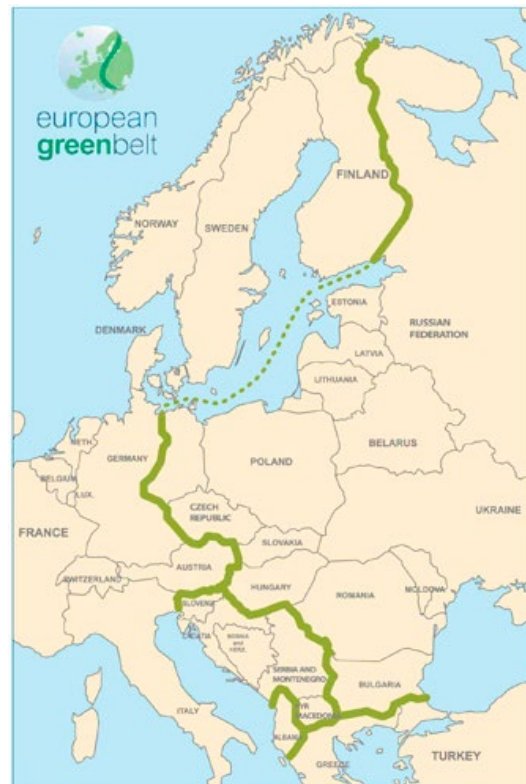 european
greenbelt
FINLAND
NORWAY
SWEDEN
ESTONIA
RUSSIAN
FEDERATION
DENMARK
LATVIA
LITHUANIA
BELARUS
NETH.
GERMANY
POLAND
BELGIUM
LUX.
CZECH
REPUBLIC
UKRAINE
FRANCE
SLOVAKIA
AUSTRIA
SWITZERLAND
HUNGARY
MOLDOVA
ROMANIA
SLOVENIA
CROATIA
BOSNIA
and
HERZ.
SERBIA AND
MONTENEGRO
BULGARIA
ITALY
FYR
MACEDONIA
ALBANIA
GREECE
TURKEY